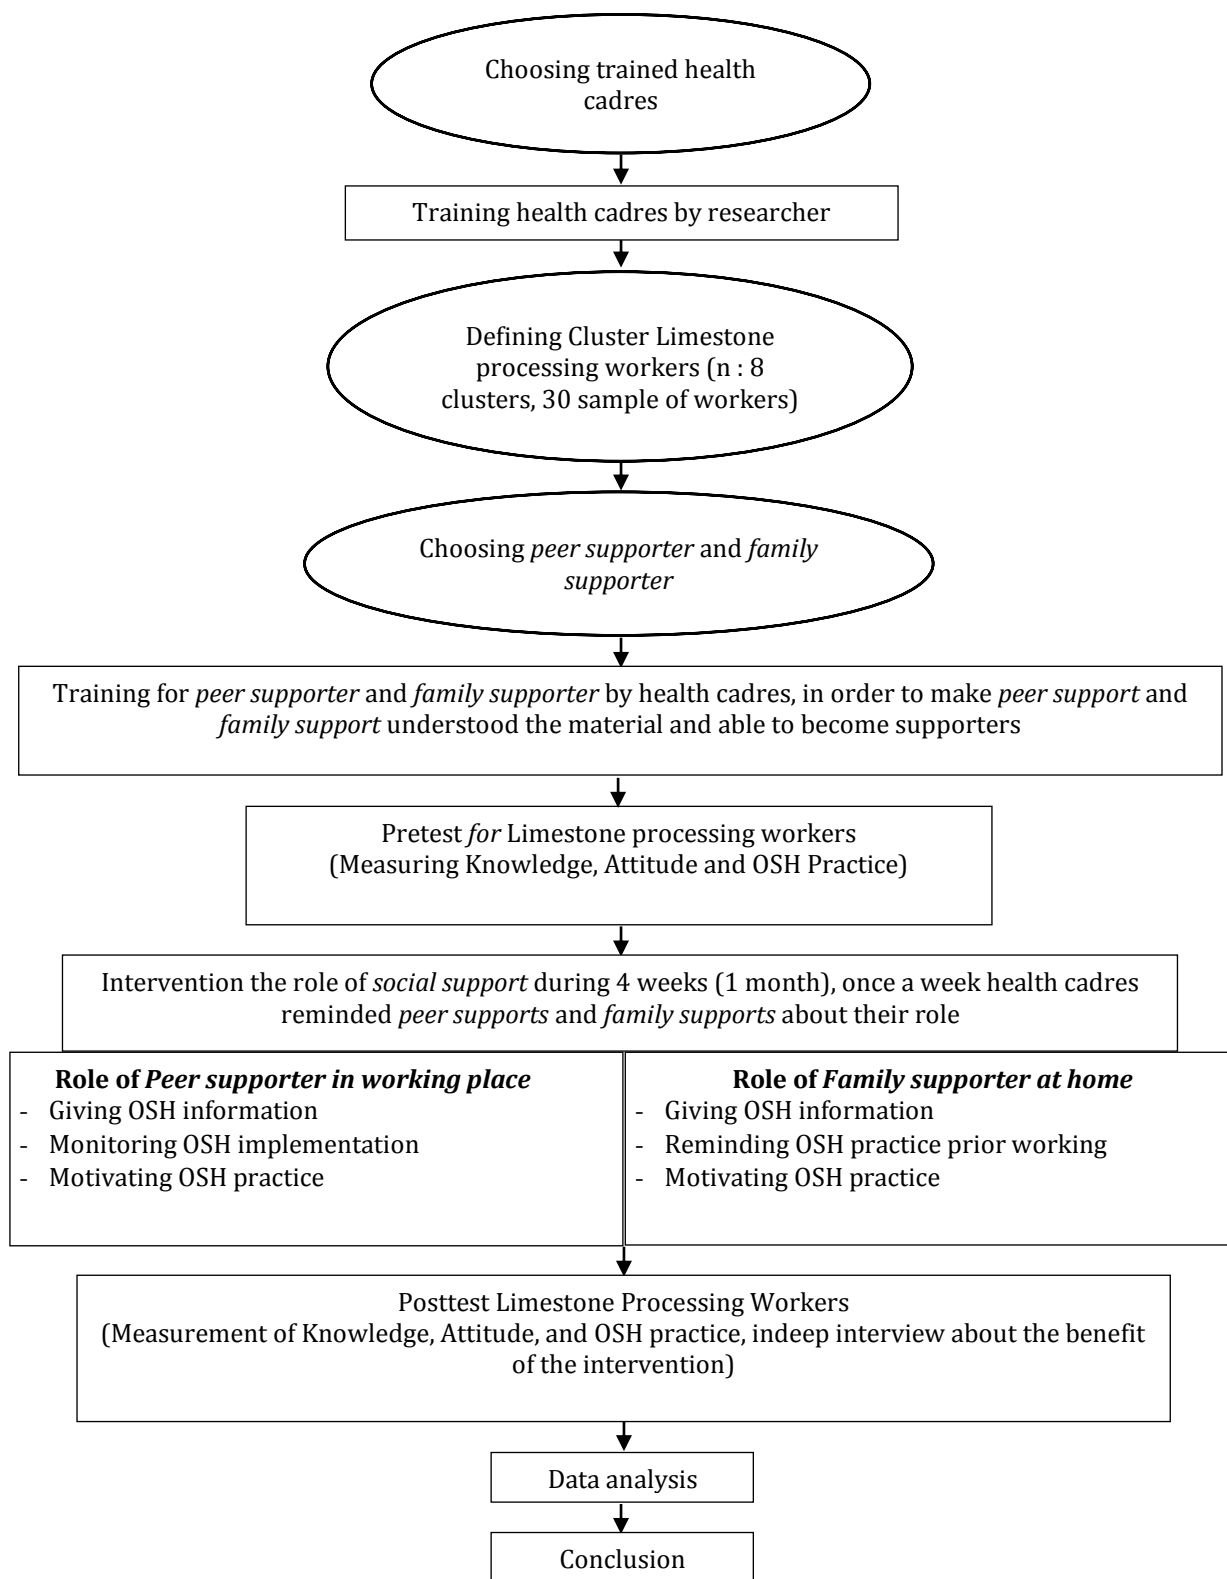 Choosing trained health
cadres
Training health cadres by researcher
Defining Cluster Limestone
processing workers (n : 8
clusters, 30 sample of workers)
Choosing peer supporter and family
supporter
Training for peer supporter and family supporter by health cadres, in order to make peer support and
family support understood the material and able to become supporters
Pretest for Limestone processing workers
(Measuring Knowledge, Attitude and OSH Practice)
Intervention the role of social support during 4 weeks (1 month), once a week health cadres
reminded peer supports and family supports about their role
Role of Peer supporter in working place
- Giving OSH information
- Monitoring OSH implementation
- Motivating OSH practice
Role of Family supporter at home
- Giving OSH information
- Reminding OSH practice prior working
- Motivating OSH practice
Posttest Limestone Processing Workers
(Measurement of Knowledge, Attitude, and OSH practice, indeep interview about the benefit
of the intervention)
Data analysis
Conclusion